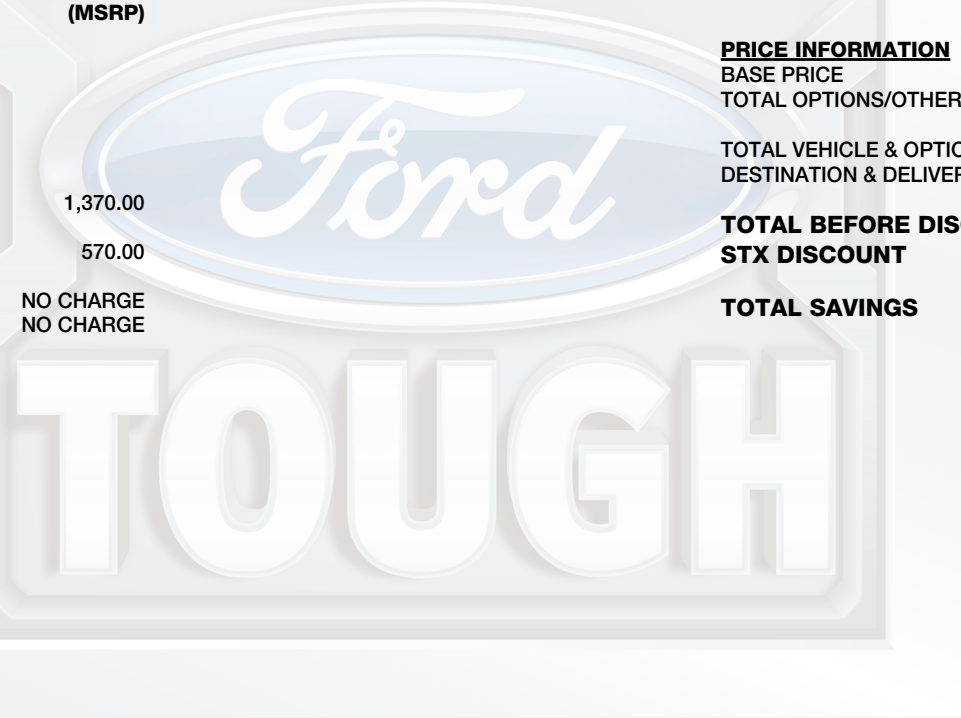 (MSRP)
1,370.00
570.00
NO CHARGE
NO CHARGE
PRICE INFORMATION
BASE PRICE
TOTAL OPTIONS/OTHER
TOTAL VEHICLE & OPTIO
DESTINATION & DELIVER
TOTAL BEFORE DIS
STX DISCOUNT
TOTAL SAVINGS
Ford
TOUGH